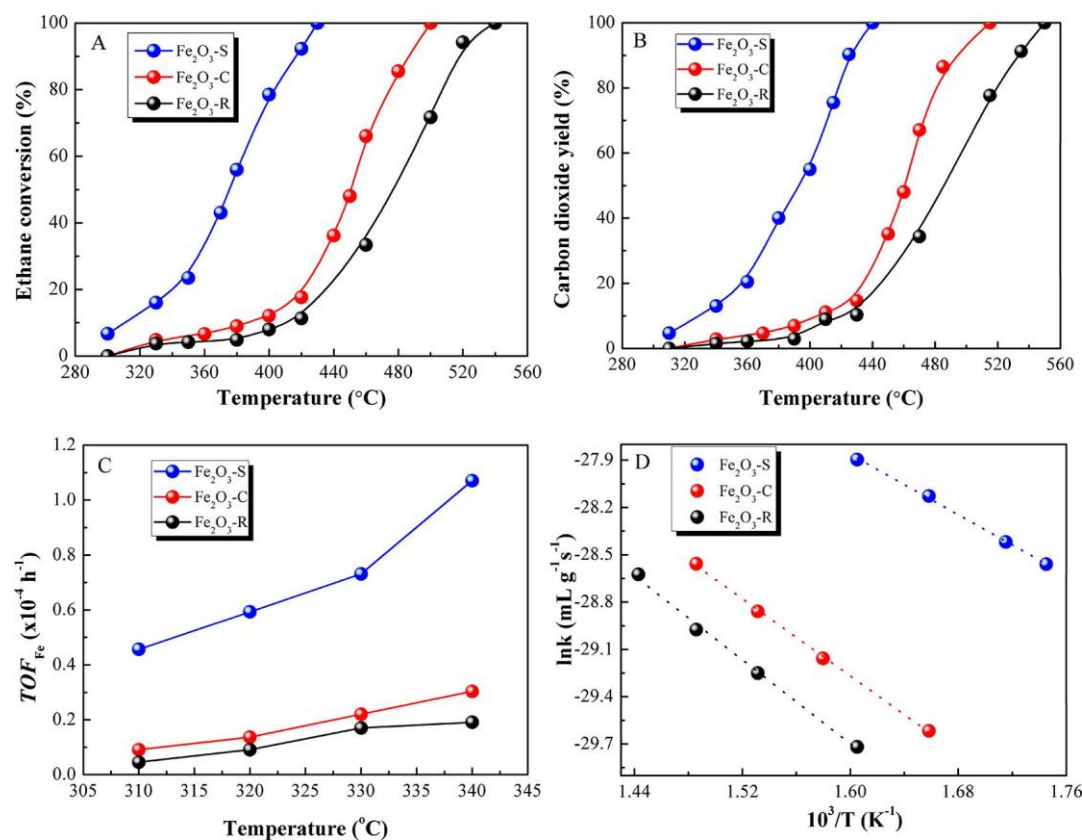 A
Fe₂O₃-S
Fe₂O₃-C
Fe₂O₃-R
Ethane conversion (%)
100
80
60
40
20
0
280 320 360 400 440 480 520 560
Temperature (°C)
B
Fe₂O₃-S
Fe₂O₃-C
Fe₂O₃-R
Carbon dioxide yield (%)
100
80
60
40
20
0
280 320 360 400 440 480 520 560
Temperature (°C)
C
Fe₂O₃-S
Fe₂O₃-C
Fe₂O₃-R
TOF_Fe (x10⁻⁴ h⁻¹)
1.2
1.0
0.8
0.6
0.4
0.2
0.0
305 310 315 320 325 330 335 340 345
Temperature (°C)
D
Fe₂O₃-S
Fe₂O₃-C
Fe₂O₃-R
lnk (mL g⁻¹s⁻¹)
-27.9
-28.2
-28.5
-28.8
-29.1
-29.4
-29.7
1.44 1.52 1.60 1.68 1.76
10³/T (K⁻¹)